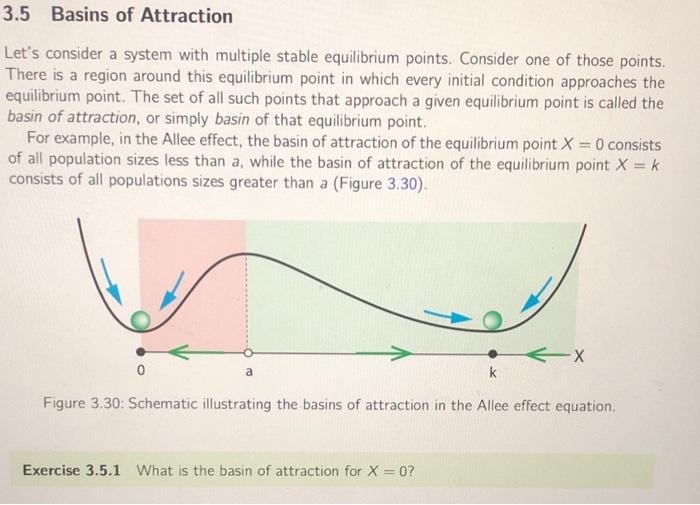 3.5 Basins of Attraction
Let's consider a system with multiple stable equilibrium points. Consider one of those points.
There is a region around this equilibrium point in which every initial condition approaches the
equilibrium point. The set of all such points that approach a given equilibrium point is called the
basin of attraction, or simply basin of that equilibrium point.
For example, in the Allee effect, the basin of attraction of the equilibrium point X = 0 consists
of all population sizes less than a, while the basin of attraction of the equilibrium point X = k
consists of all populations sizes greater than a (Figure 3.30).
X
0 a k
Figure 3.30: Schematic illustrating the basins of attraction in the Allee effect equation.
Exercise 3.5.1 What is the basin of attraction for X = 0?